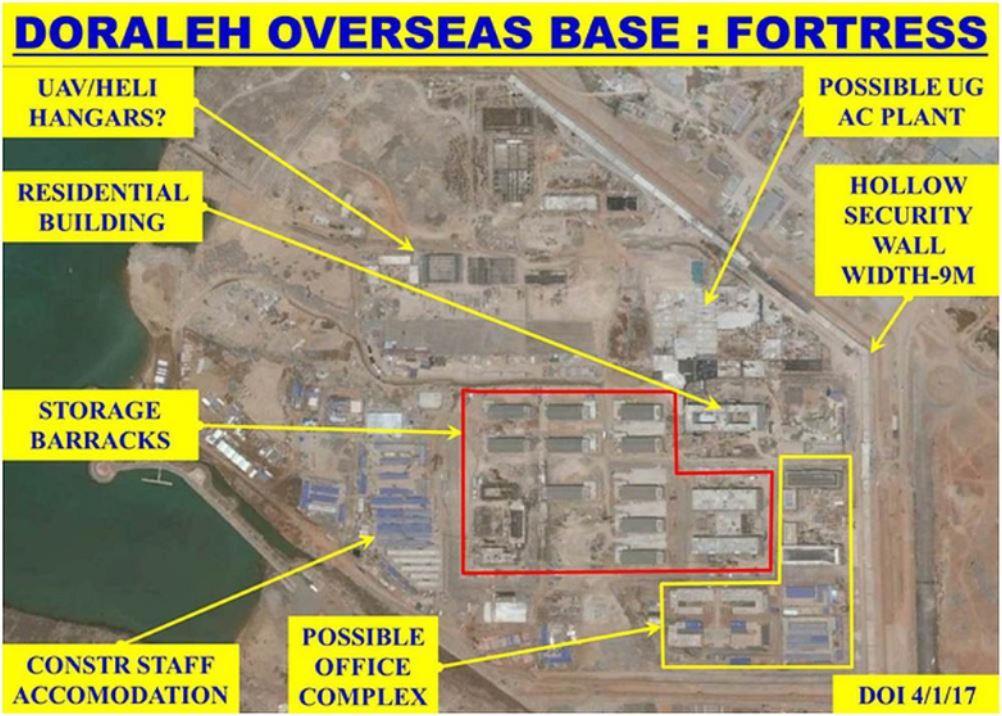 DORALEH OVERSEAS BASE : FORTRESS
UAV/HELI
HANGARS?
POSSIBLE UG
AC PLANT
RESIDENTIAL
BUILDING
HOLLOW
SECURITY
WALL
WIDTH-9M
STORAGE
BARRACKS
CONSTR STAFF
ACCOMODATION
POSSIBLE
OFFICE
COMPLEX
DOI 4/1/17